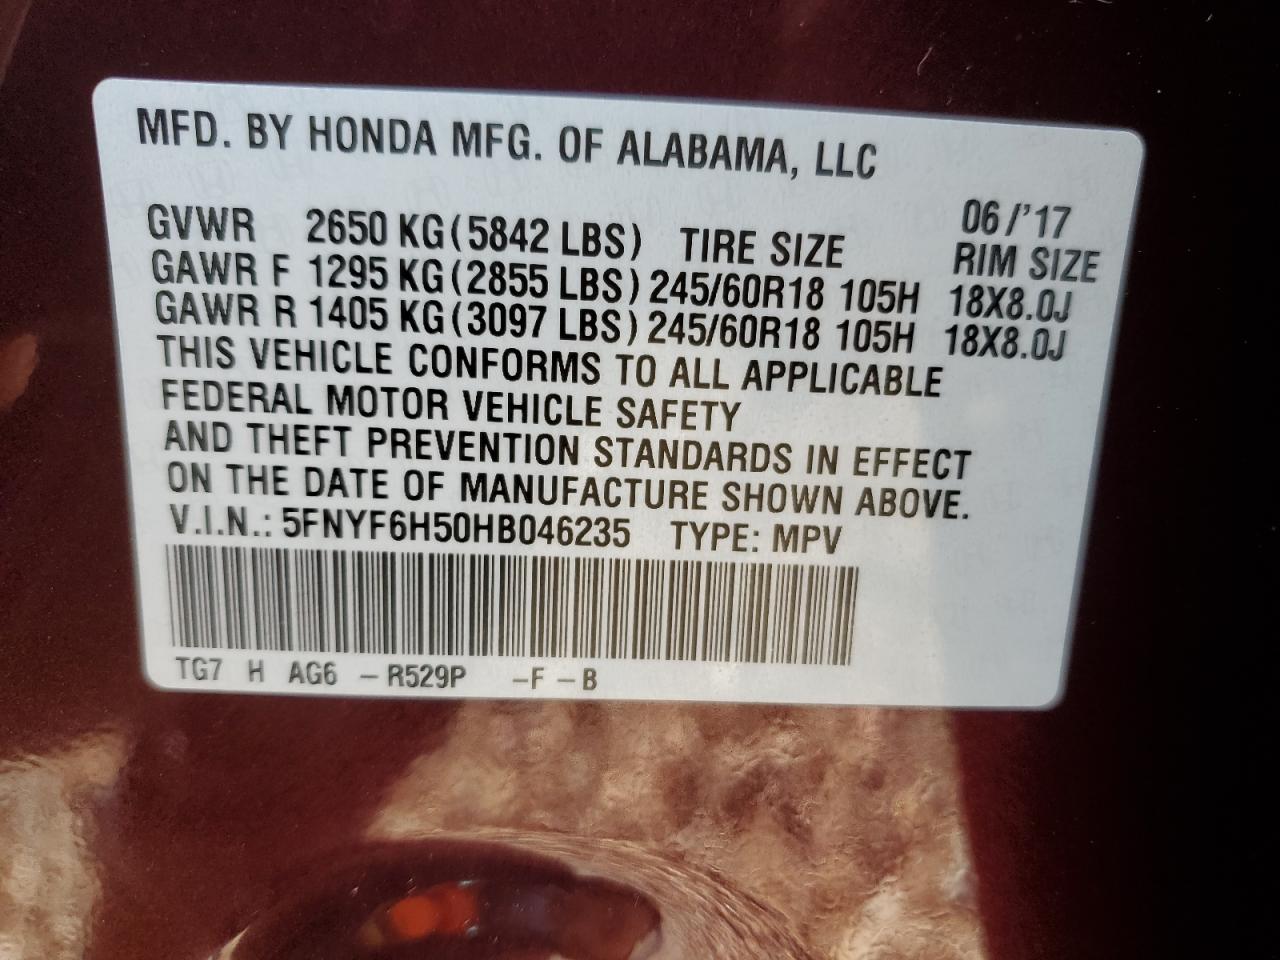 MFD. BY HONDA MFG. OF ALABAMA, LLC
06/'17
GVWR 2650 KG(5842 LBS) TIRE SIZE RIM SIZE
GAWR F 1295 KG(2855 LBS) 245/60R18 105H 18X8.0J
GAWR R 1405 KG(3097 LBS) 245/60R18 105H 18X8.0J
THIS VEHICLE CONFORMS TO ALL APPLICABLE
FEDERAL MOTOR VEHICLE SAFETY
AND THEFT PREVENTION STANDARDS IN EFFECT
ON THE DATE OF MANUFACTURE SHOWN ABOVE.
V.I.N.: 5FNYF6H50HB046235 TYPE: MPV
TG7 H AG6 -R529P -F -B